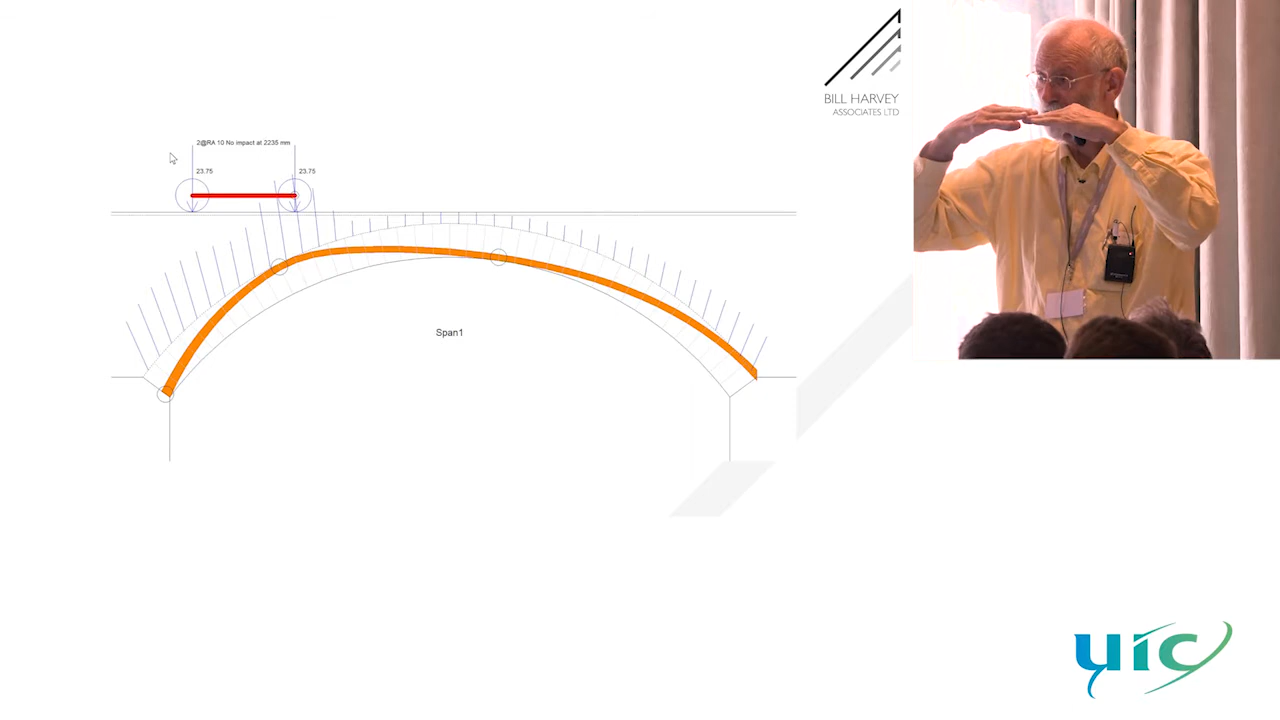 2@RA 10 No impact at 2235 mm
23.75
23.75
Span1
BILL HARVEY
ASSOCIATES LTD
uic